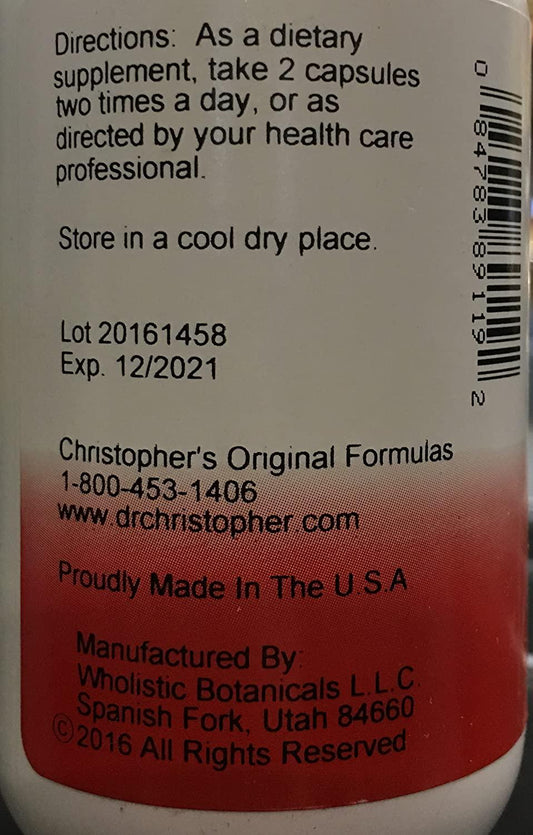 Directions: As a dietary
supplement, take 2 capsules
two times a day, or as
directed by your health care
professional.
Store in a cool dry place.
Lot 20161458
Exp. 12/2021
Christopher's Original Formulas
1-800-453-1406
www.drchristopher.com
Proudly Made In The U.S.A
Manufactured By:
Wholistic Botanicals L.L.C.
Spanish Fork, Utah 84660
©2016 All Rights Reserved
0 84783 89119 2